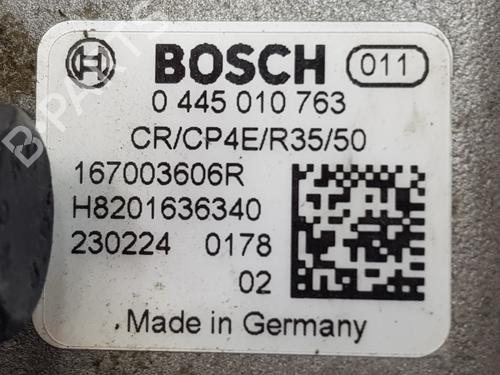 BOSCH 011
0 445 010 763
CR/CP4E/R35/50
167003606R
H8201636340
230224 0178
02
Made in Germany